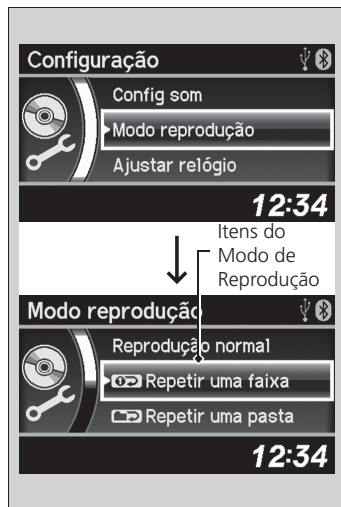 Configuração
Config som
Modo reprodução
Ajustar relógio
12:34
Itens do
Modo de
Reprodução
Modo reprodução
Reprodução normal
Repetir uma faixa
Repetir uma pasta
12:34